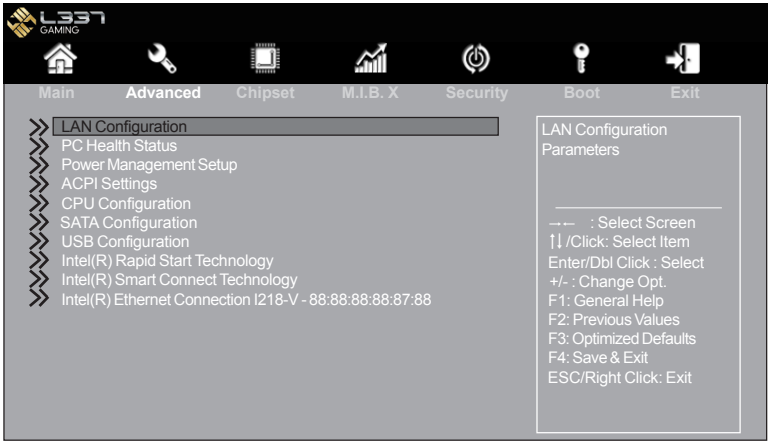 L337
GAMING
Main Advanced Chipset M.I.B. X Security Boot Exit
LAN Configuration
PC Health Status
Power Management Setup
ACPI Settings
CPU Configuration
SATA Configuration
USB Configuration
Intel(R) Rapid Start Technology
Intel(R) Smart Connect Technology
Intel(R) Ethernet Connection I218-V - 88:88:88:88:87:88
LAN Configuration
Parameters
→← : Select Screen
↑↓/Click: Select Item
Enter/Dbl Click : Select
+/- : Change Opt.
F1: General Help
F2: Previous Values
F3: Optimized Defaults
F4: Save & Exit
ESC/Right Click: Exit